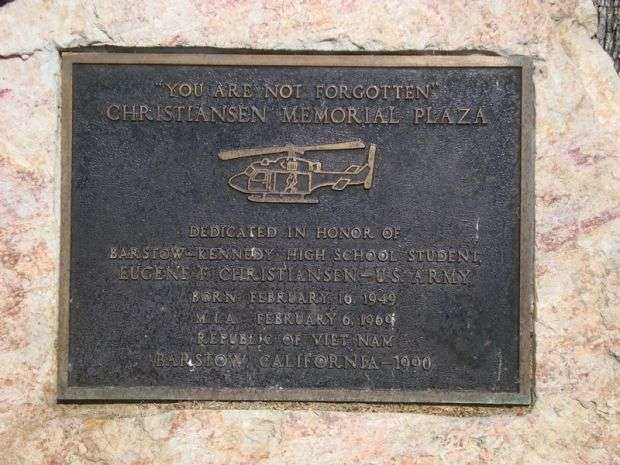 "YOU ARE NOT FORGOTTEN"
CHRISTIANSEN MEMORIAL PLAZA
DEDICATED IN HONOR OF
BARSTOW-KENNEDY HIGH SCHOOL STUDENT,
EUGENE F. CHRISTIANSEN-U.S. ARMY
BORN FEBRUARY 16, 1949
M.I.A. FEBRUARY 6, 1969
REPUBLIC OF VIET NAM
BARSTOW, CALIFORNIA-1990